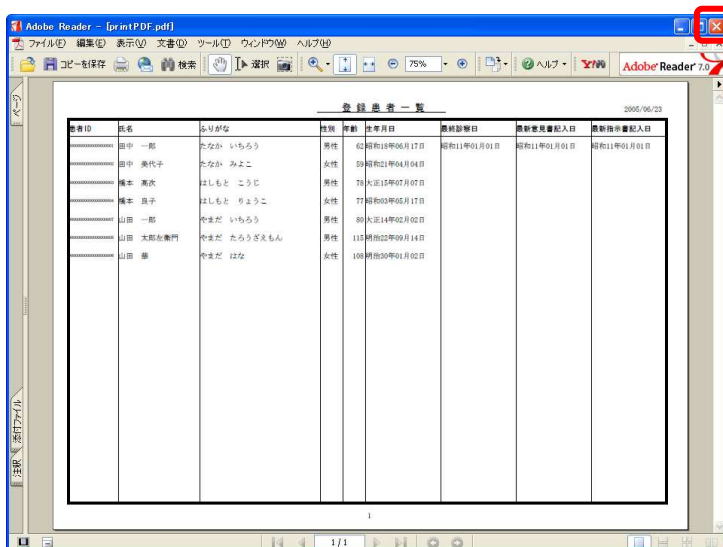 Adobe Reader - [printPDF.pdf]
ファイル(F) 編集(E) 表示(V) 文書(D) ツール(T) ウィンドウ(W) ヘルプ(H)
コピーを保存 検索 選択 75% ヘルプ Y! Adobe Reader 7.0
ページ
登録患者一覧
2005/06/23
患者ID 氏名 ふりがな 性別 年齢 生年月日 最終診察日 最新意見書記入日 最新指示書記入日
田中 一郎 たなか いちろう 男性 62 昭和18年06月17日 昭和11年01月01日 昭和11年01月01日 昭和11年01月01日
田中 美代子 たなか みよこ 女性 59 昭和21年04月04日
橋本 高次 はしもと こうじ 男性 78 大正15年07月07日
橋本 良子 はしもと りょうこ 女性 77 昭和03年05月17日
山田 一郎 やまだ いちろう 男性 80 大正14年02月02日
山田 太郎左衛門 やまだ たろうざえもん 男性 115 明治22年09月14日
山田 華 やまだ はな 女性 108 明治30年01月02日
添付ファイル
注釈
1
1/1